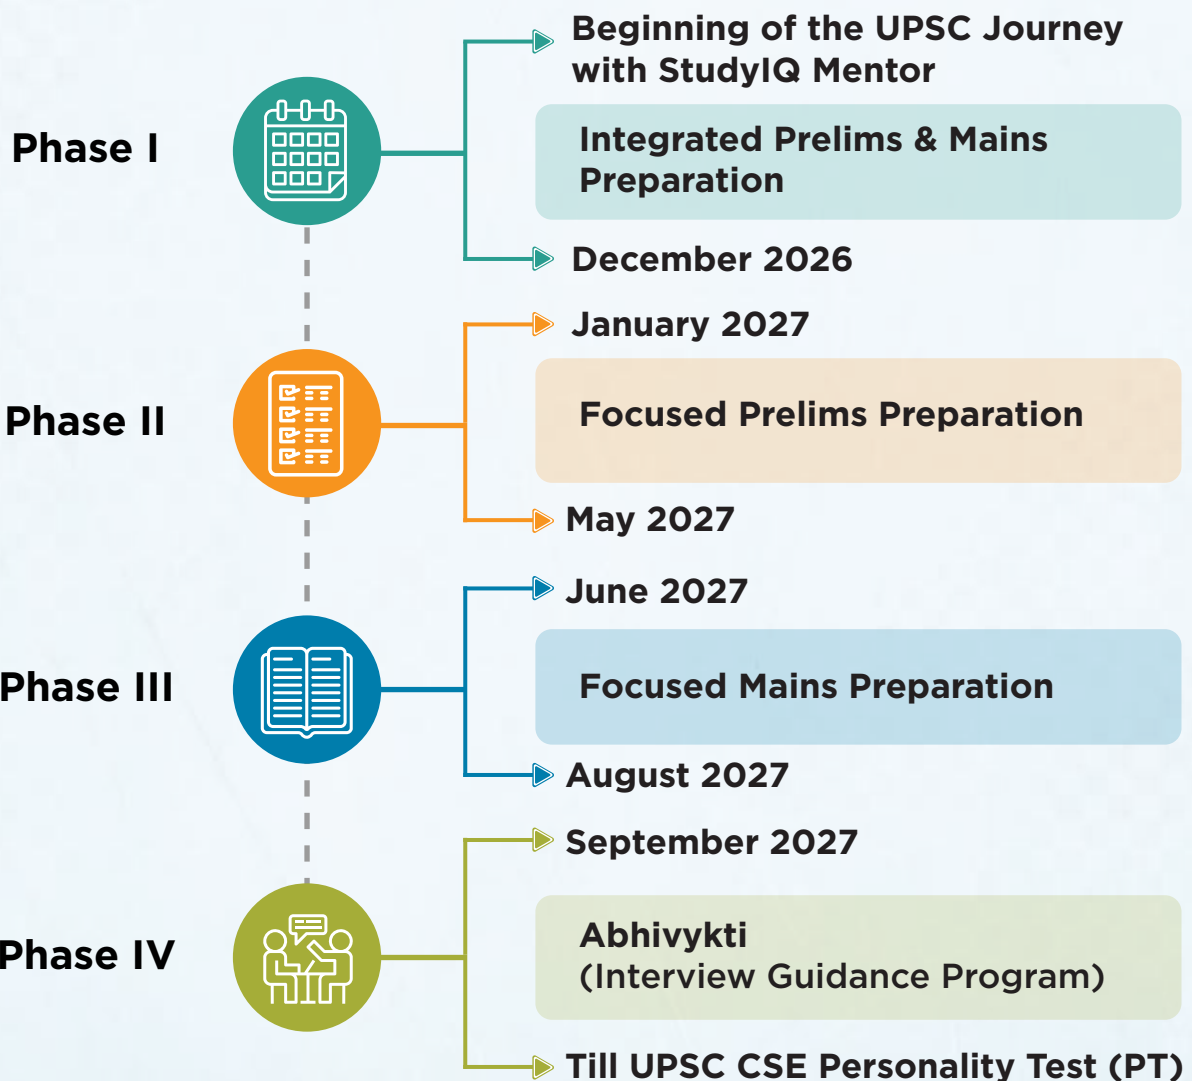 Phase I
Beginning of the UPSC Journey
with StudyIQ Mentor
Integrated Prelims & Mains
Preparation
December 2026
Phase II
January 2027
Focused Prelims Preparation
May 2027
Phase III
June 2027
Focused Mains Preparation
August 2027
Phase IV
September 2027
Abhivykti
(Interview Guidance Program)
Till UPSC CSE Personality Test (PT)